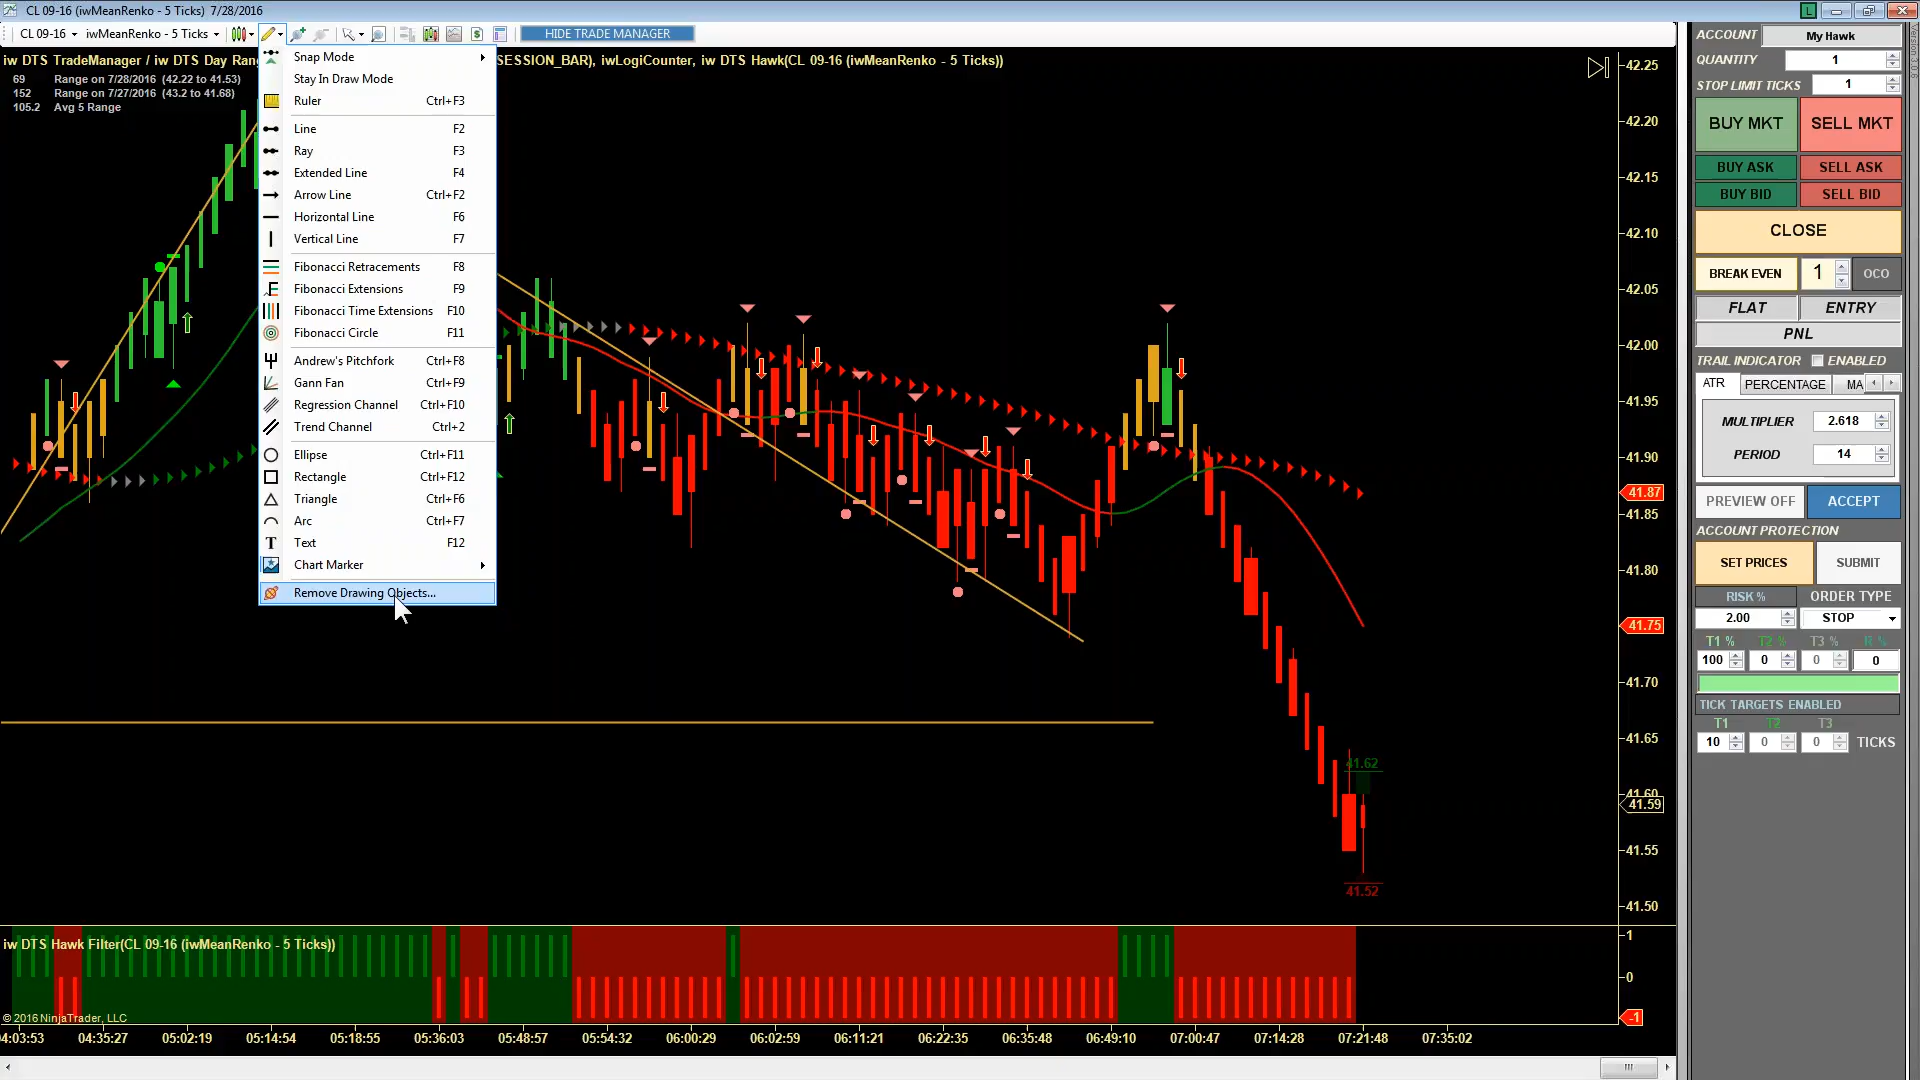 CL 09-16 (iwMeanRenko - 5 Ticks) 7/28/2016
CL 09-16
iwMeanRenko - 5 Ticks
HIDE TRADE MANAGER
iw DTS TradeManager / iw DTS Day Ran
SESSION_BAR), iwLogiCounter, iw DTS Hawk(CL 09-16 (iwMeanRenko - 5 Ticks))
69 Range on 7/28/2016 (42.22 to 41.53)
152 Range on 7/27/2016 (43.2 to 41.68)
105.2 Avg 5 Range
Snap Mode
Stay In Draw Mode
Ruler Ctrl+F3
Line F2
Ray F3
Extended Line F4
Arrow Line Ctrl+F2
Horizontal Line F6
Vertical Line F7
Fibonacci Retracements F8
Fibonacci Extensions F9
Fibonacci Time Extensions F10
Fibonacci Circle F11
Andrew's Pitchfork Ctrl+F8
Gann Fan Ctrl+F9
Regression Channel Ctrl+F10
Trend Channel Ctrl+2
Ellipse Ctrl+F11
Rectangle Ctrl+F12
Triangle Ctrl+F6
Arc Ctrl+F7
Text F12
Chart Marker
Remove Drawing Objects...
42.25
42.20
42.15
42.10
42.05
42.00
41.95
41.90
41.87
41.85
41.80
41.75
41.70
41.65
41.62
41.60
41.59
41.55
41.52
41.50
iw DTS Hawk Filter(CL 09-16 (iwMeanRenko - 5 Ticks))
1
0
-1
© 2016 NinjaTrader, LLC
04:35:27 05:02:19 05:14:54 05:22:18 05:36:03 05:48:57 05:54:32 06:00:29 06:02:59 06:11:21 06:22:35 06:35:48 06:49:10 07:00:47 07:14:28 07:21:48 07:35:02
L
ACCOUNT My Hawk
QUANTITY 1
STOP LIMIT TICKS 1
BUY MKT SELL MKT
BUY ASK SELL ASK
BUY BID SELL BID
CLOSE
BREAK EVEN 1 OCO
FLAT ENTRY
PNL
TRAIL INDICATOR ENABLED
ATR PERCENTAGE MA
MULTIPLIER 2.618
PERIOD 14
PREVIEW OFF ACCEPT
ACCOUNT PROTECTION
SET PRICES SUBMIT
RISK % ORDER TYPE
2.00 STOP
T1 % T2 % T3 % R %
100 0 0 0
TICK TARGETS ENABLED
T1 T2 T3
10 0 0 TICKS